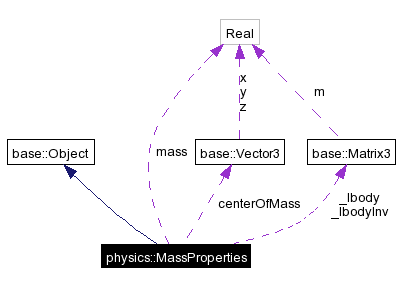 Real
x
y
z
m
mass
base::Object
base::Vector3
base::Matrix3
centerOfMass
_Ibody
_IbodyInv
physics::MassProperties